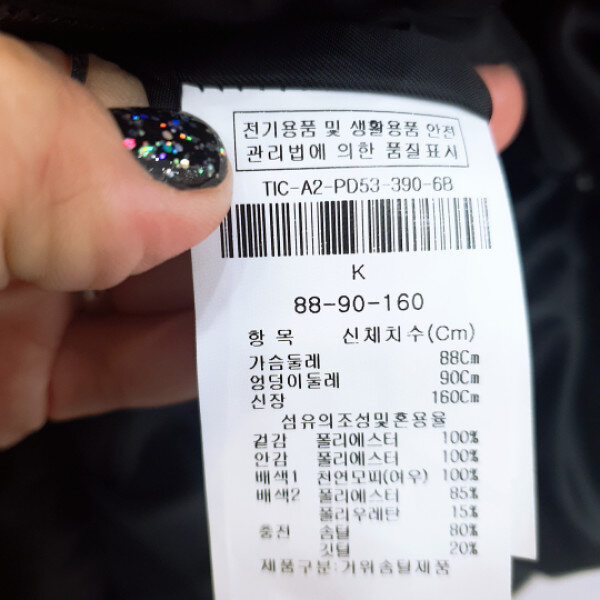 전기용품 및 생활용품 안전
관리법에 의한 품질표시
TIC-A2-PD53-390-6B
K
88-90-160
항 목 신체치수(Cm)
가슴둘레 88Cm
엉덩이둘레 90Cm
신장 160Cm
섬유의조성및혼용율
겉감 폴리에스터 100%
안감 폴리에스터 100%
배색1 천연모피(여우) 100%
배색2 폴리에스터 85%
폴리우레탄 15%
충전 솜털 80%
깃털 20%
제품구분:거위솜털제품